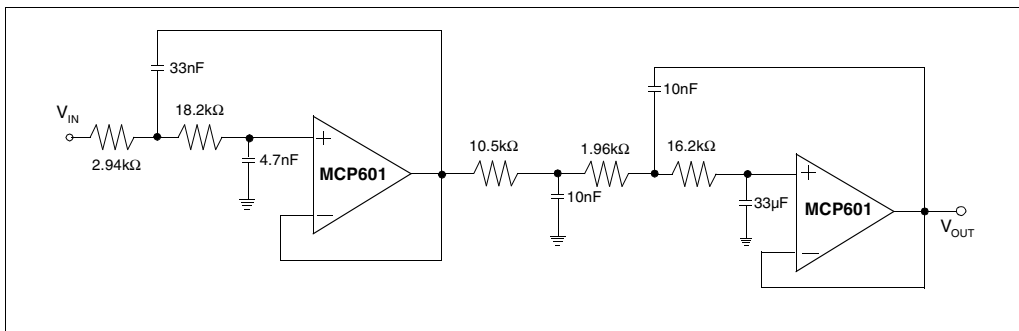 33nF
10nF
V_IN
18.2kΩ
2.94kΩ
4.7nF
+
MCP601
−
10.5kΩ
1.96kΩ
16.2kΩ
10nF
33µF
+
MCP601
−
V_OUT